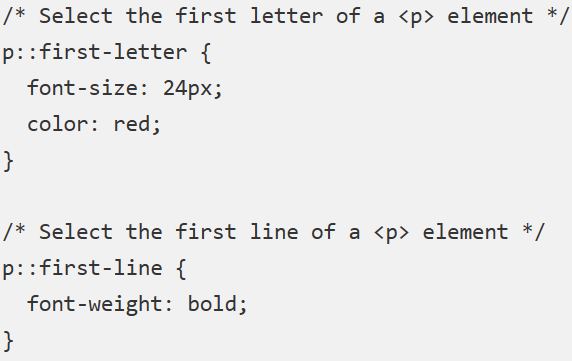 /* Select the first letter of a <p> element */
p::first-letter {
  font-size: 24px;
  color: red;
}

/* Select the first line of a <p> element */
p::first-line {
  font-weight: bold;
}